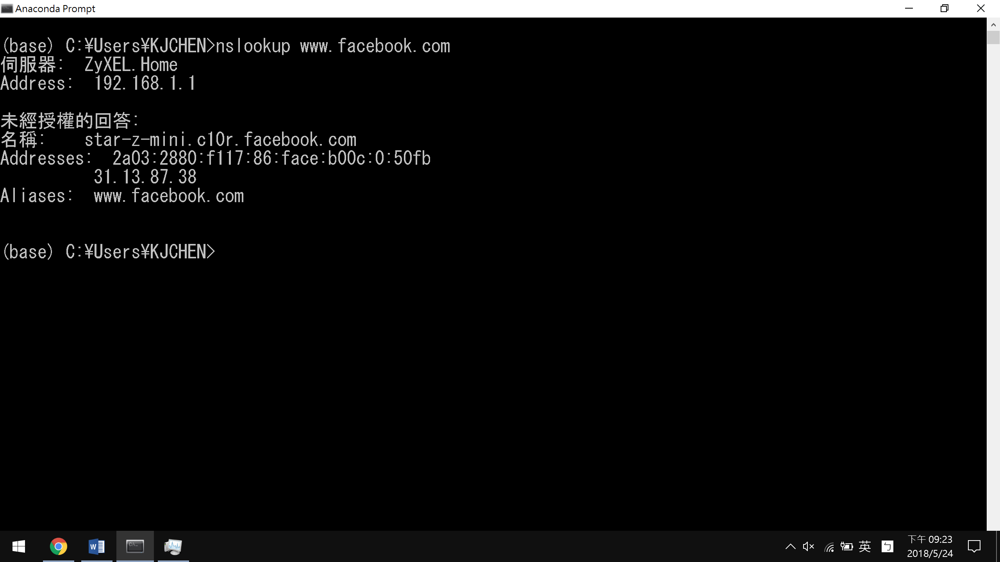 Anaconda Prompt
(base) C:¥Users¥KJCHEN>nslookup www.facebook.com
伺服器:  ZyXEL.Home
Address:  192.168.1.1
未經授權的回答:
名稱:    star-z-mini.c10r.facebook.com
Addresses:  2a03:2880:f117:86:face:b00c:0:50fb
31.13.87.38
Aliases:  www.facebook.com
(base) C:¥Users¥KJCHEN>
英 ㄅ 下午 09:23
2018/5/24